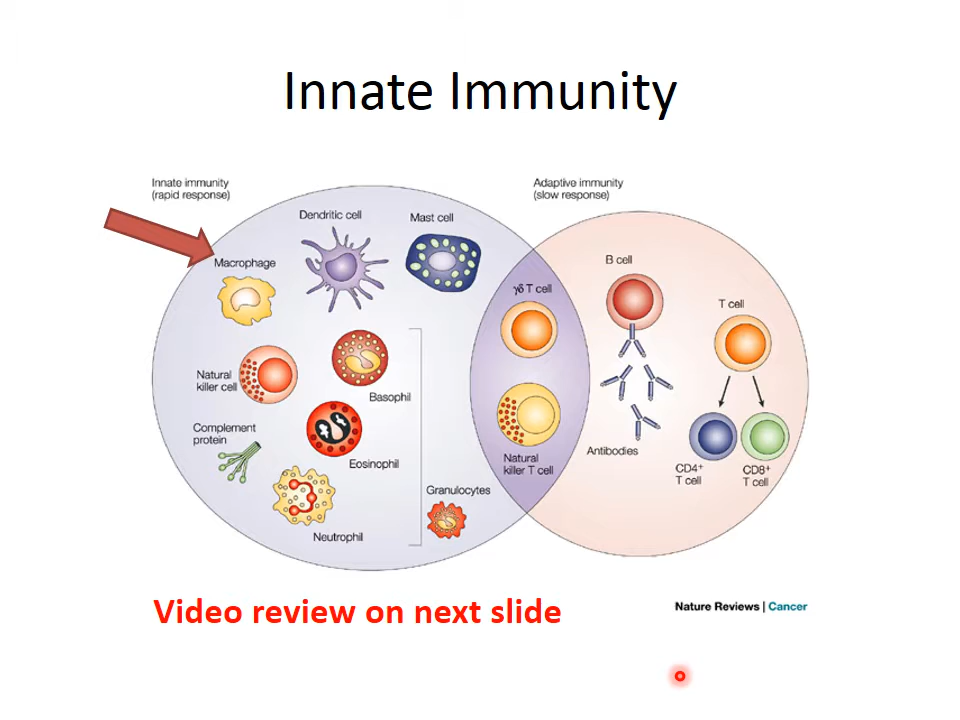 Innate Immunity
Innate immunity
(rapid response)
Adaptive immunity
(slow response)
Dendritic cell
Mast cell
Macrophage
B cell
γδ T cell
T cell
Natural
killer cell
Basophil
Complement
protein
Eosinophil
Antibodies
Natural
killer T cell
CD4⁺
T cell
CD8⁺
T cell
Granulocytes
Neutrophil
Video review on next slide
Nature Reviews | Cancer